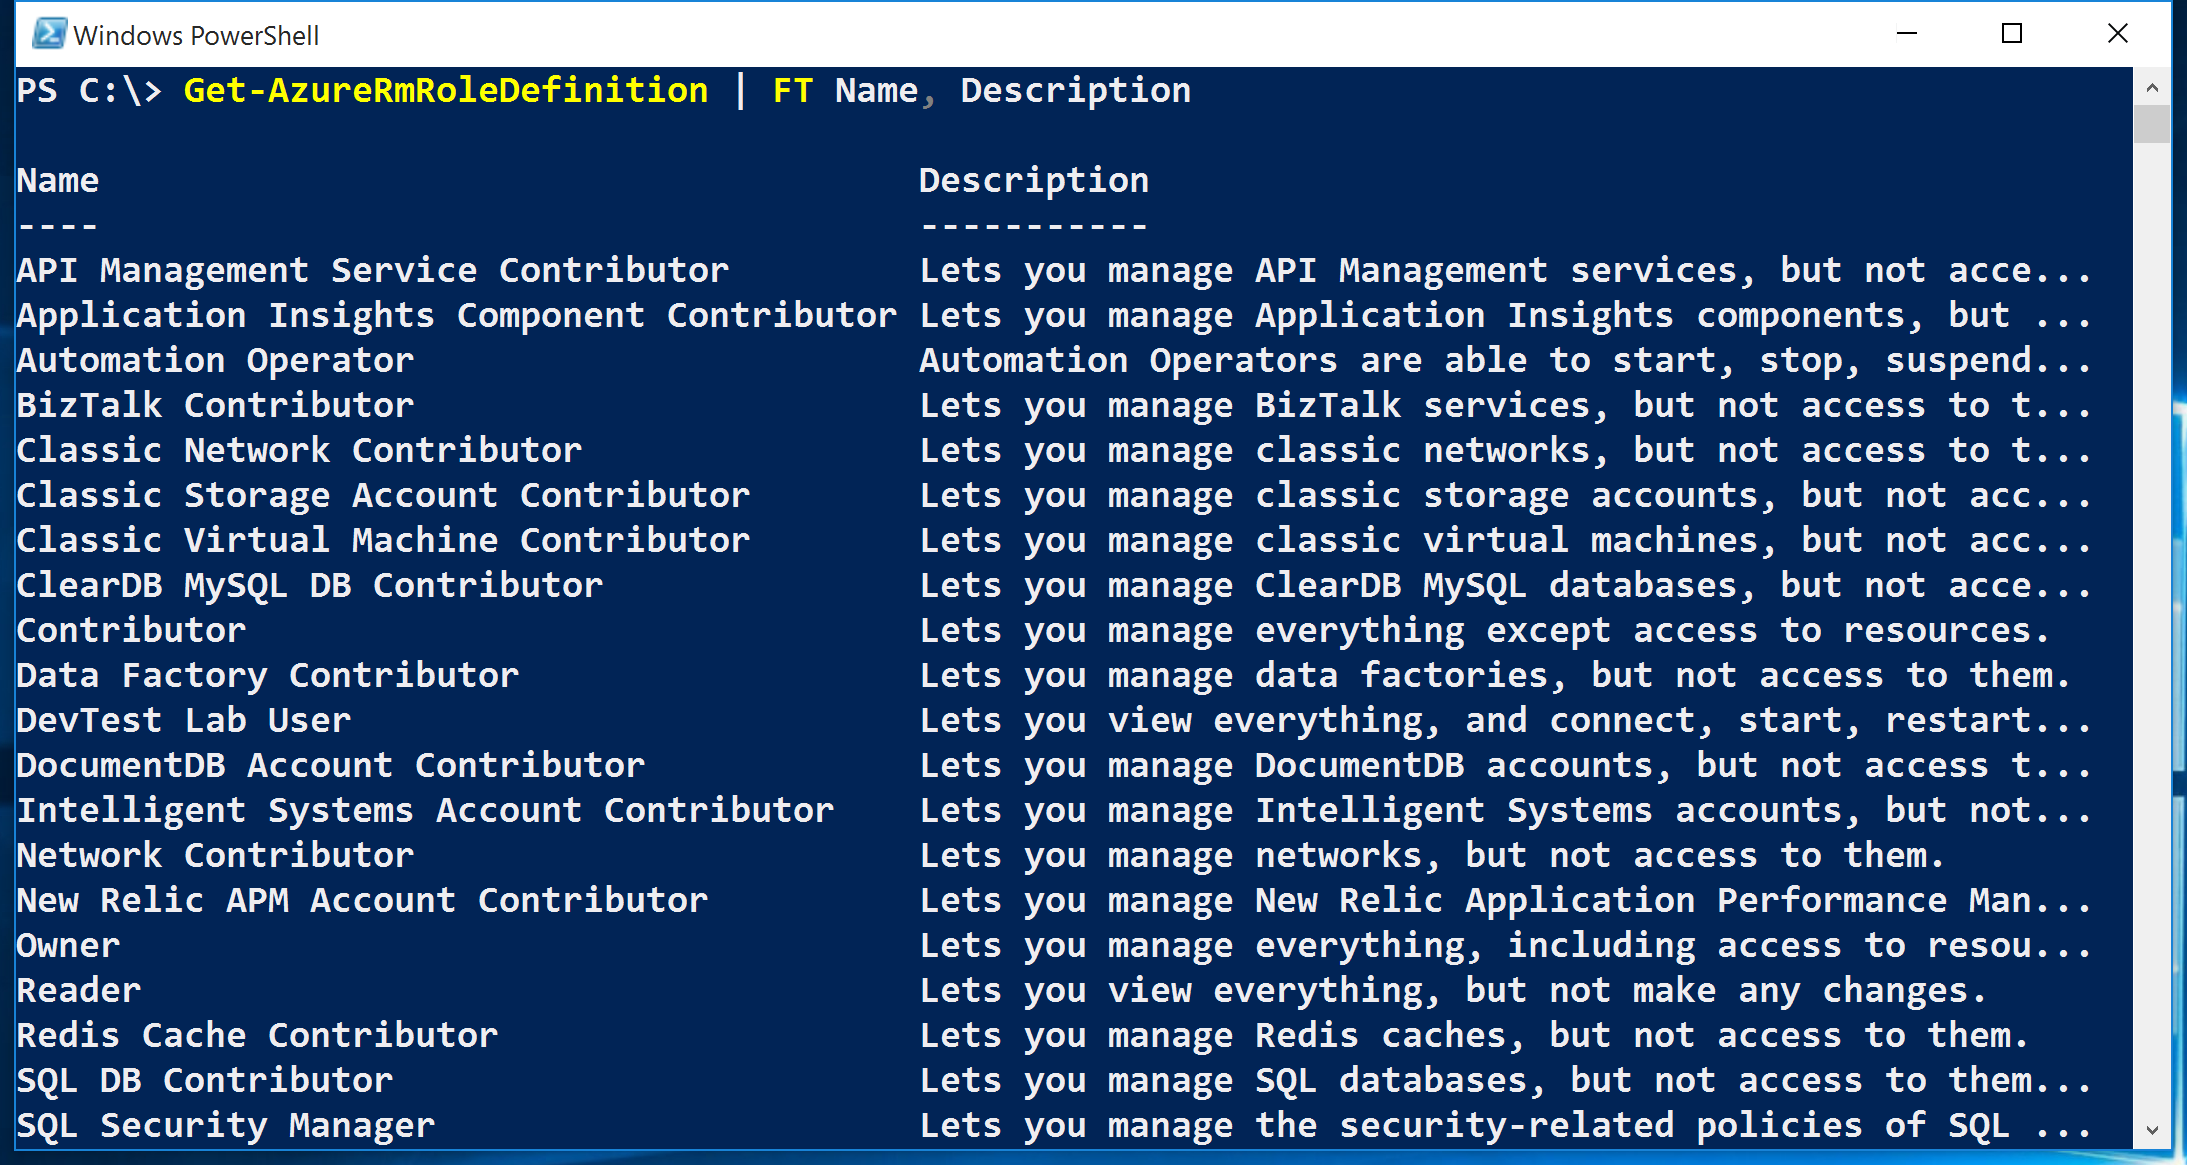 Windows PowerShell
PS C:\> Get-AzureRmRoleDefinition | FT Name, Description
Name Description
---- -----------
API Management Service Contributor Lets you manage API Management services, but not acce...
Application Insights Component Contributor Lets you manage Application Insights components, but ...
Automation Operator Automation Operators are able to start, stop, suspend...
BizTalk Contributor Lets you manage BizTalk services, but not access to t...
Classic Network Contributor Lets you manage classic networks, but not access to t...
Classic Storage Account Contributor Lets you manage classic storage accounts, but not acc...
Classic Virtual Machine Contributor Lets you manage classic virtual machines, but not acc...
ClearDB MySQL DB Contributor Lets you manage ClearDB MySQL databases, but not acce...
Contributor Lets you manage everything except access to resources.
Data Factory Contributor Lets you manage data factories, but not access to them.
DevTest Lab User Lets you view everything, and connect, start, restart...
DocumentDB Account Contributor Lets you manage DocumentDB accounts, but not access t...
Intelligent Systems Account Contributor Lets you manage Intelligent Systems accounts, but not...
Network Contributor Lets you manage networks, but not access to them.
New Relic APM Account Contributor Lets you manage New Relic Application Performance Man...
Owner Lets you manage everything, including access to resou...
Reader Lets you view everything, but not make any changes.
Redis Cache Contributor Lets you manage Redis caches, but not access to them.
SQL DB Contributor Lets you manage SQL databases, but not access to them...
SQL Security Manager Lets you manage the security-related policies of SQL ...